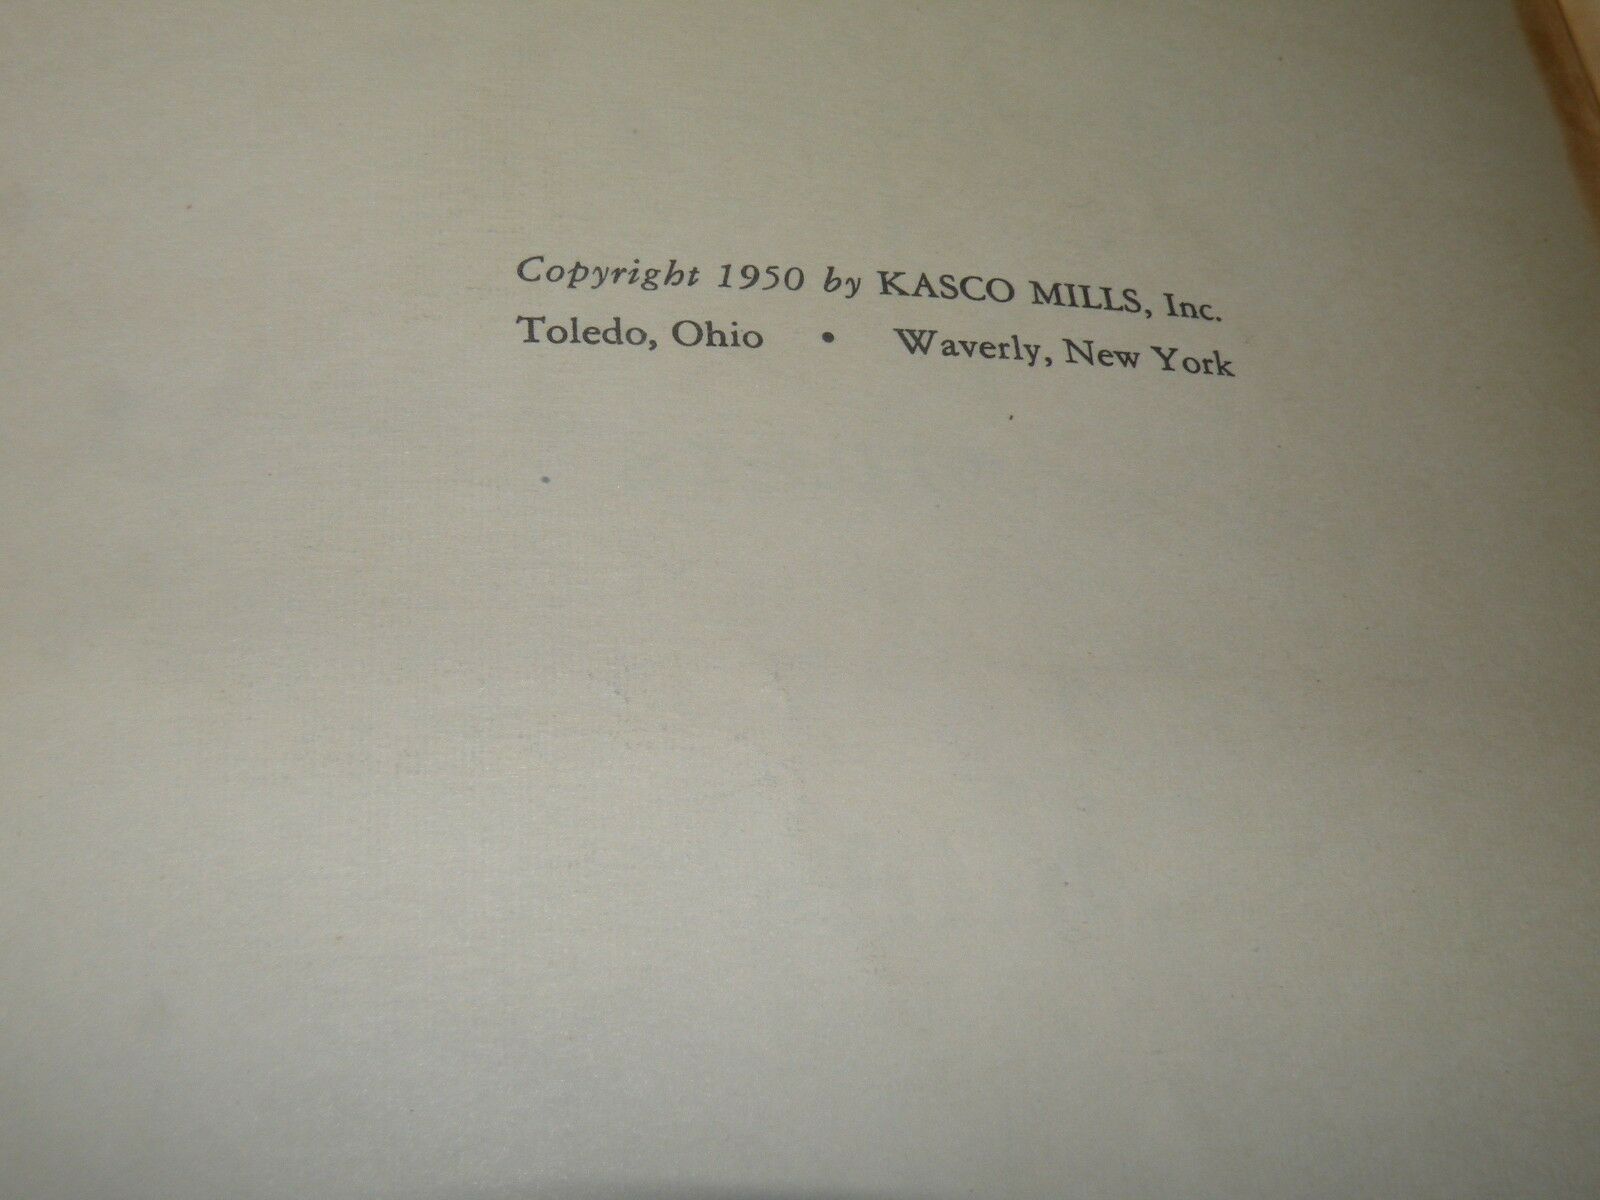 Copyright 1950 by KASCO MILLS, Inc.
Toledo, Ohio • Waverly, New York